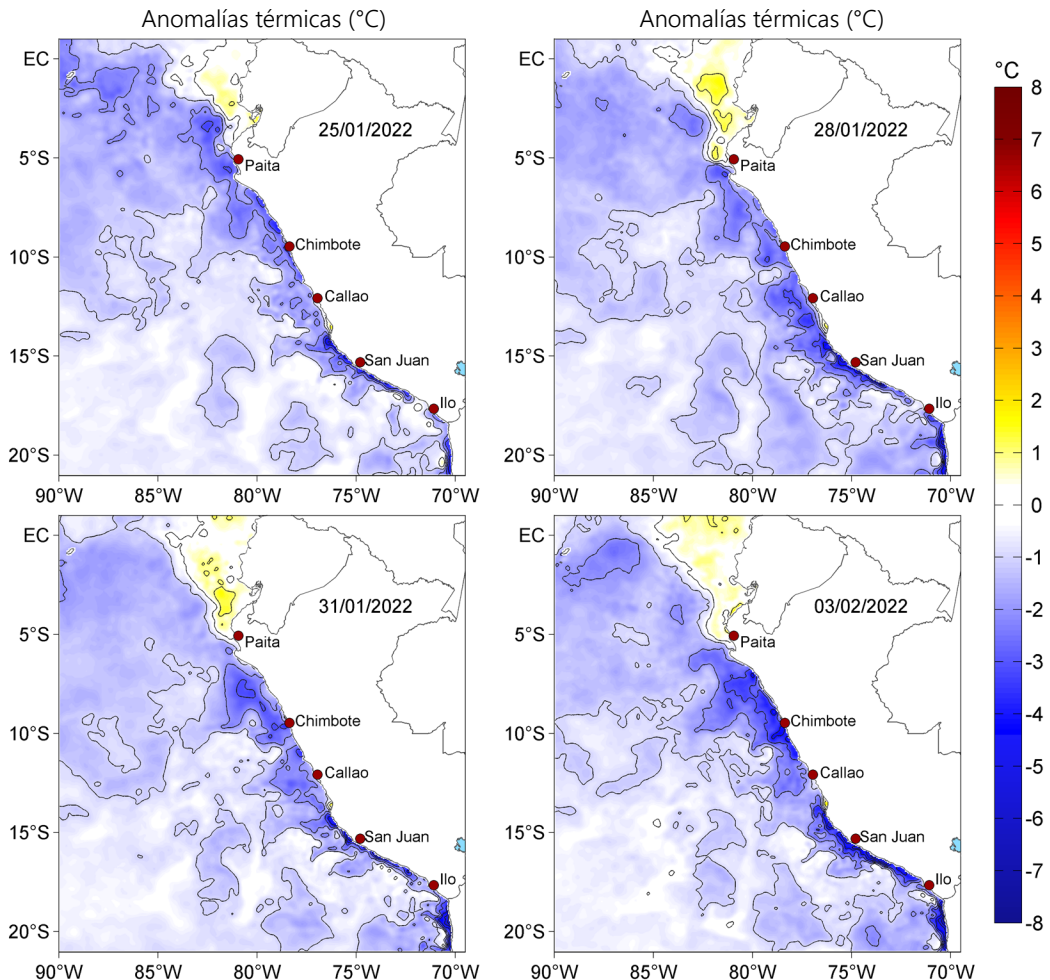 Anomalías térmicas (°C)
Anomalías térmicas (°C)
EC
5°S
10°S
15°S
20°S
90°W 85°W 80°W 75°W 70°W
25/01/2022
Paita
Chimbote
Callao
San Juan
Ilo
EC
5°S
10°S
15°S
20°S
90°W 85°W 80°W 75°W 70°W
28/01/2022
Paita
Chimbote
Callao
San Juan
Ilo
EC
5°S
10°S
15°S
20°S
90°W 85°W 80°W 75°W 70°W
31/01/2022
Paita
Chimbote
Callao
San Juan
Ilo
EC
5°S
10°S
15°S
20°S
90°W 85°W 80°W 75°W 70°W
03/02/2022
Paita
Chimbote
Callao
San Juan
Ilo
°C
8
7
6
5
4
3
2
1
0
-1
-2
-3
-4
-5
-6
-7
-8